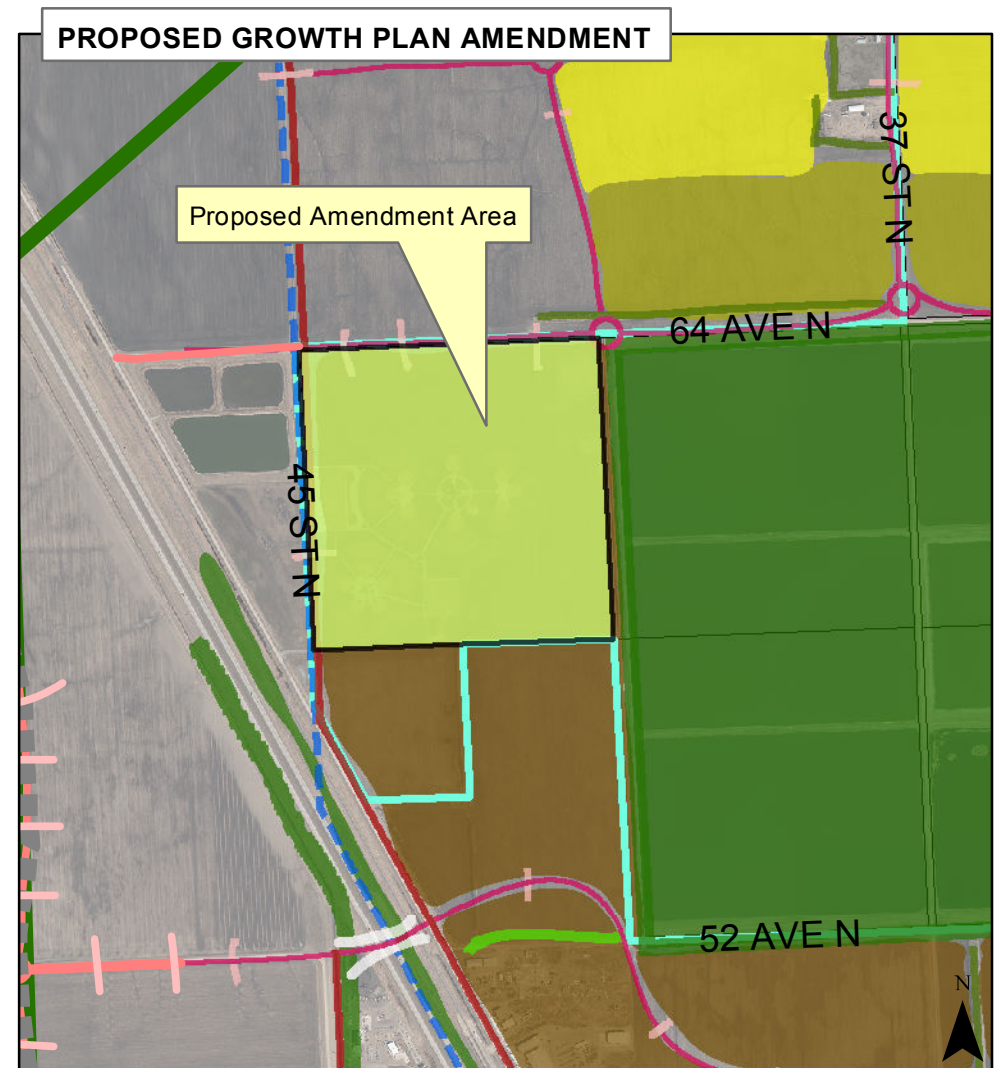 PROPOSED GROWTH PLAN AMENDMENT
37 ST N
Proposed Amendment Area
64 AVE N
45 ST N
52 AVE N
N